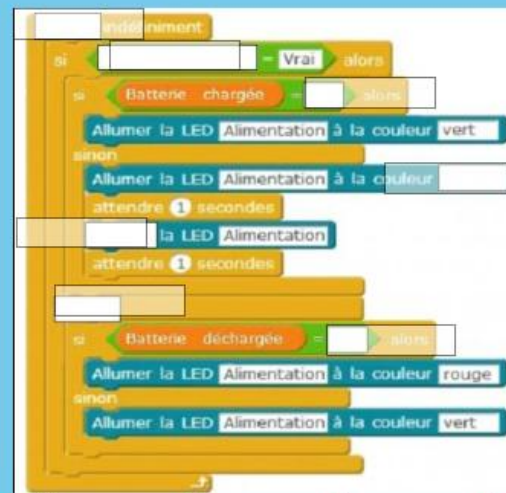 indéfiniment
si = Vrai alors
si Batterie chargée = alors
Allumer la LED Alimentation à la couleur vert
sinon
Allumer la LED Alimentation à la couleur
attendre 1 secondes
la LED Alimentation
attendre 1 secondes
si Batterie déchargée = alors
Allumer la LED Alimentation à la couleur rouge
sinon
Allumer la LED Alimentation à la couleur vert